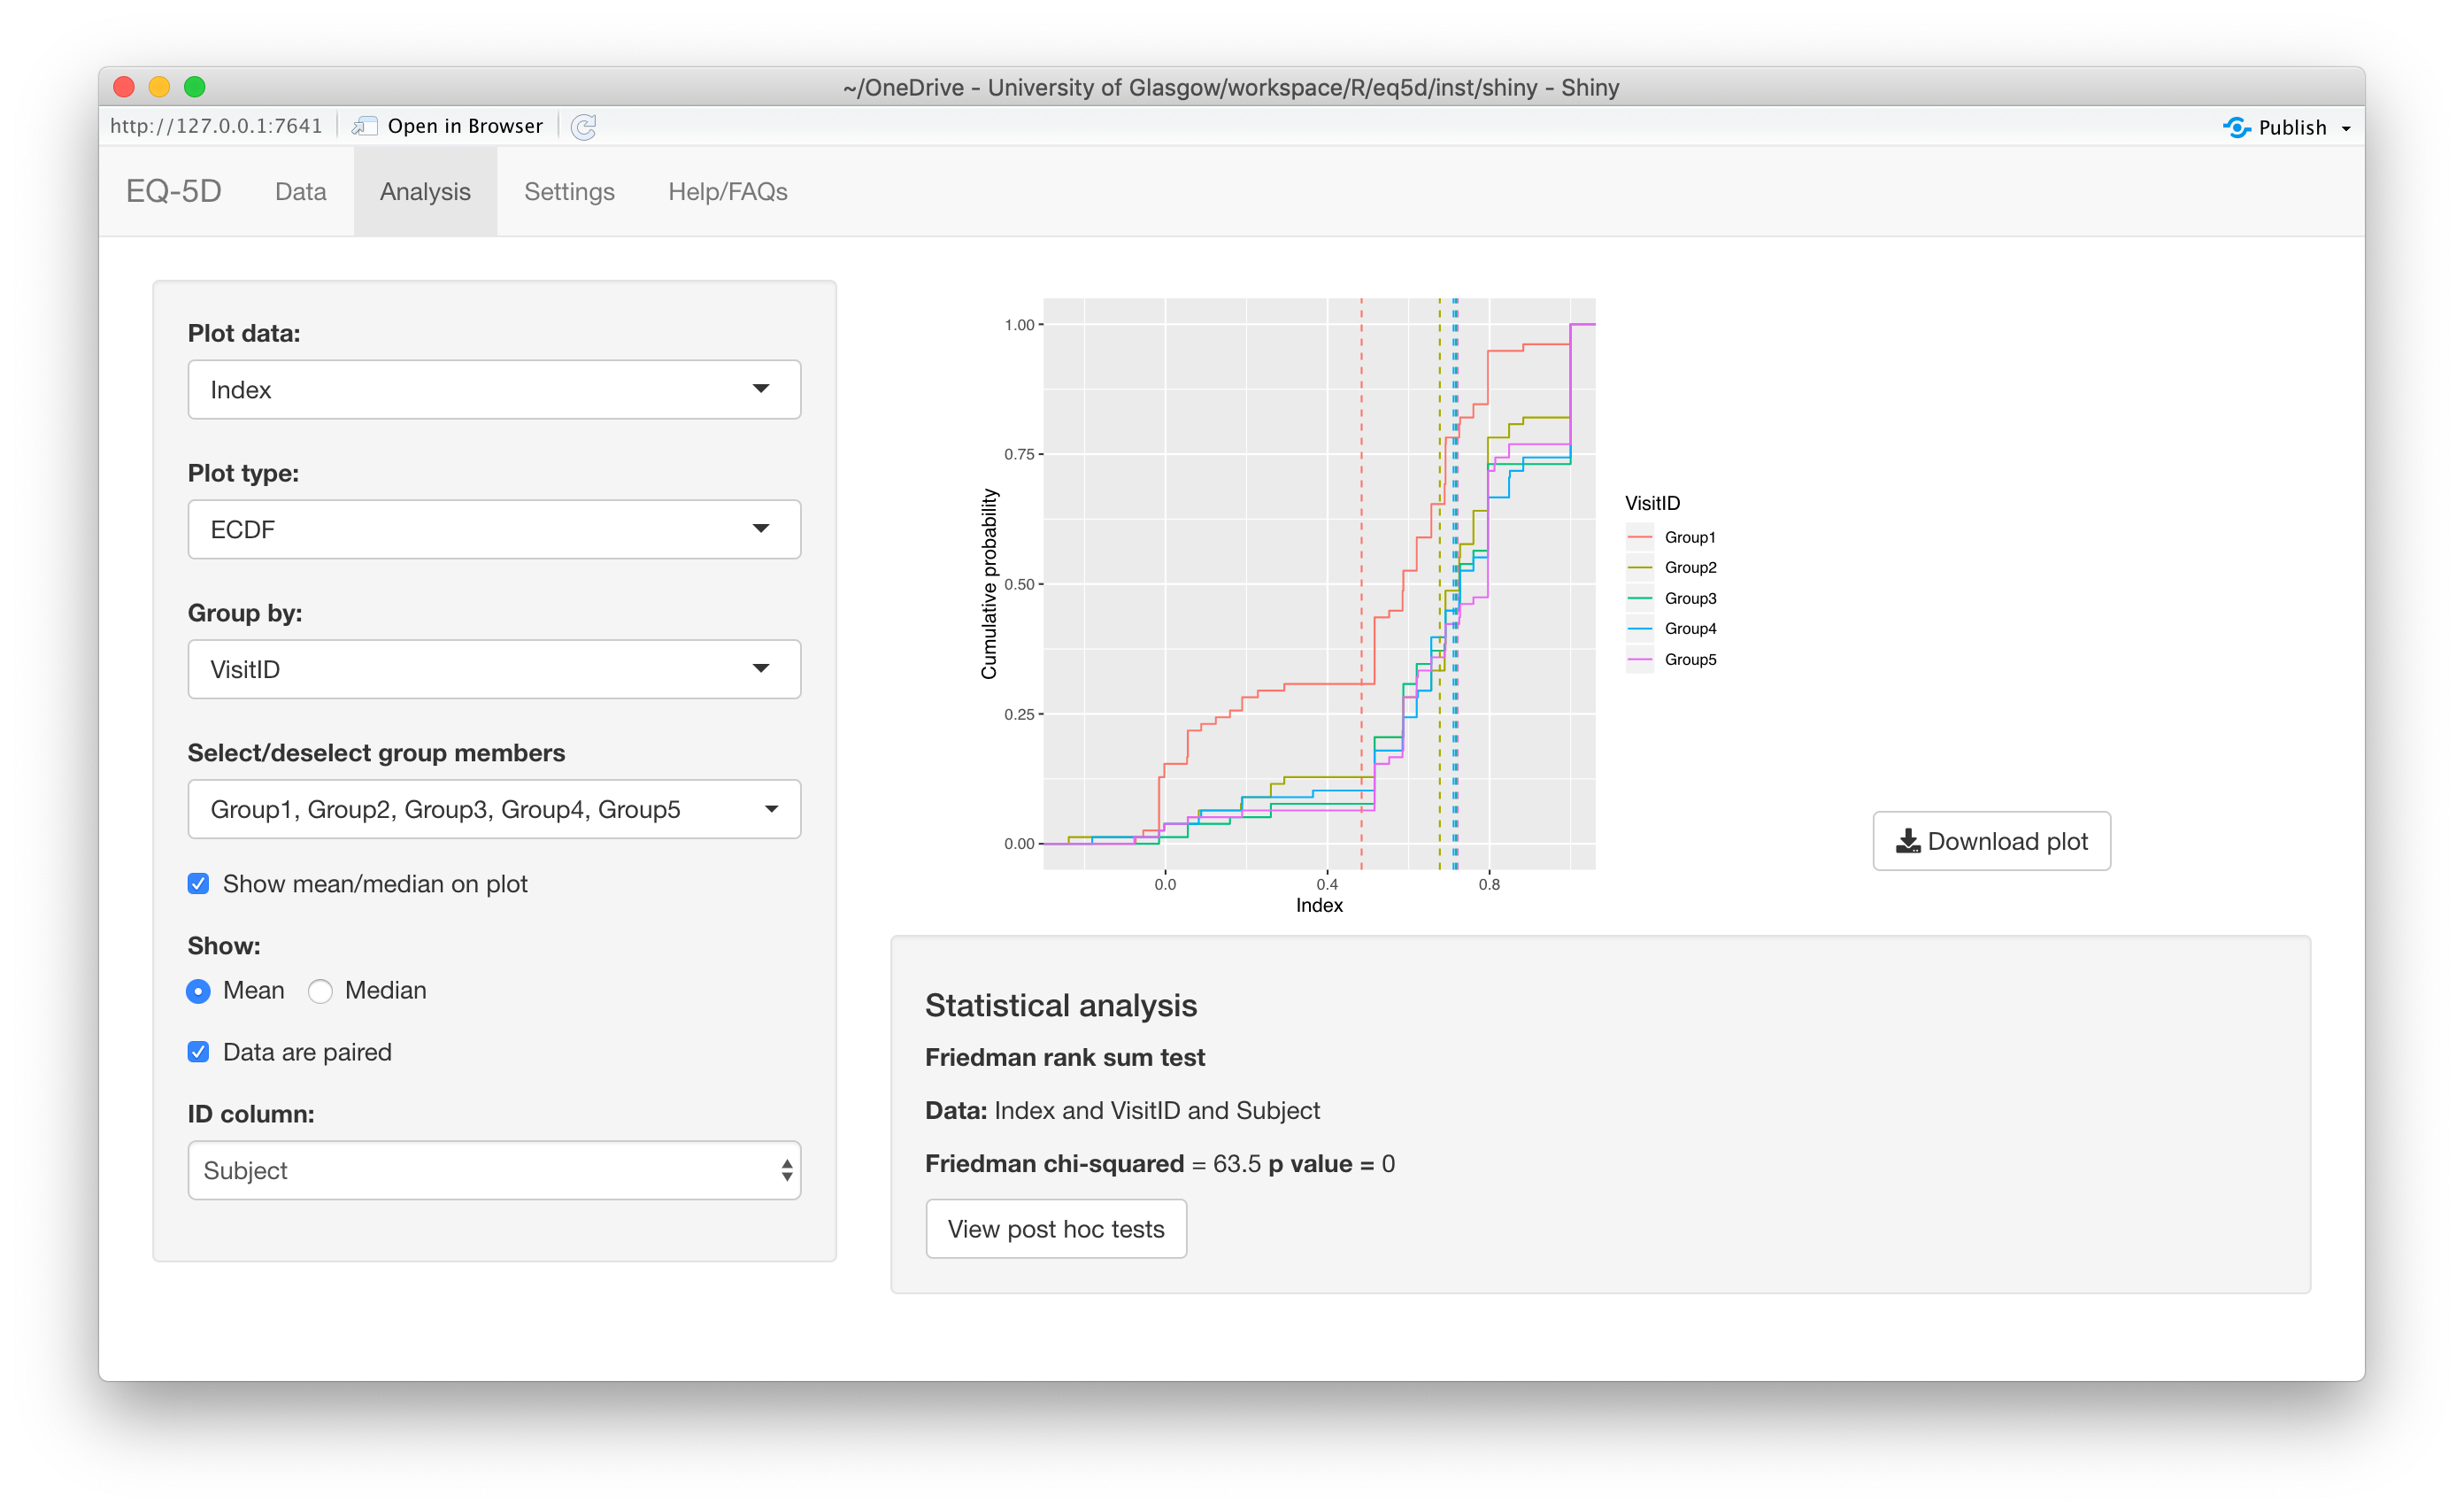 ~/OneDrive - University of Glasgow/workspace/R/eq5d/inst/shiny - Shiny
http://127.0.0.1:7641 Open in Browser Publish
EQ-5D Data Analysis Settings Help/FAQs
Plot data:
Index
Plot type:
ECDF
Group by:
VisitID
Select/deselect group members
Group1, Group2, Group3, Group4, Group5
Show mean/median on plot
Show:
Mean Median
Data are paired
ID column:
Subject
Cumulative probability
1.00
0.75
0.50
0.25
0.00
0.0 0.4 0.8
Index
VisitID
Group1
Group2
Group3
Group4
Group5
Download plot
Statistical analysis
Friedman rank sum test
Data: Index and VisitID and Subject
Friedman chi-squared = 63.5 p value = 0
View post hoc tests